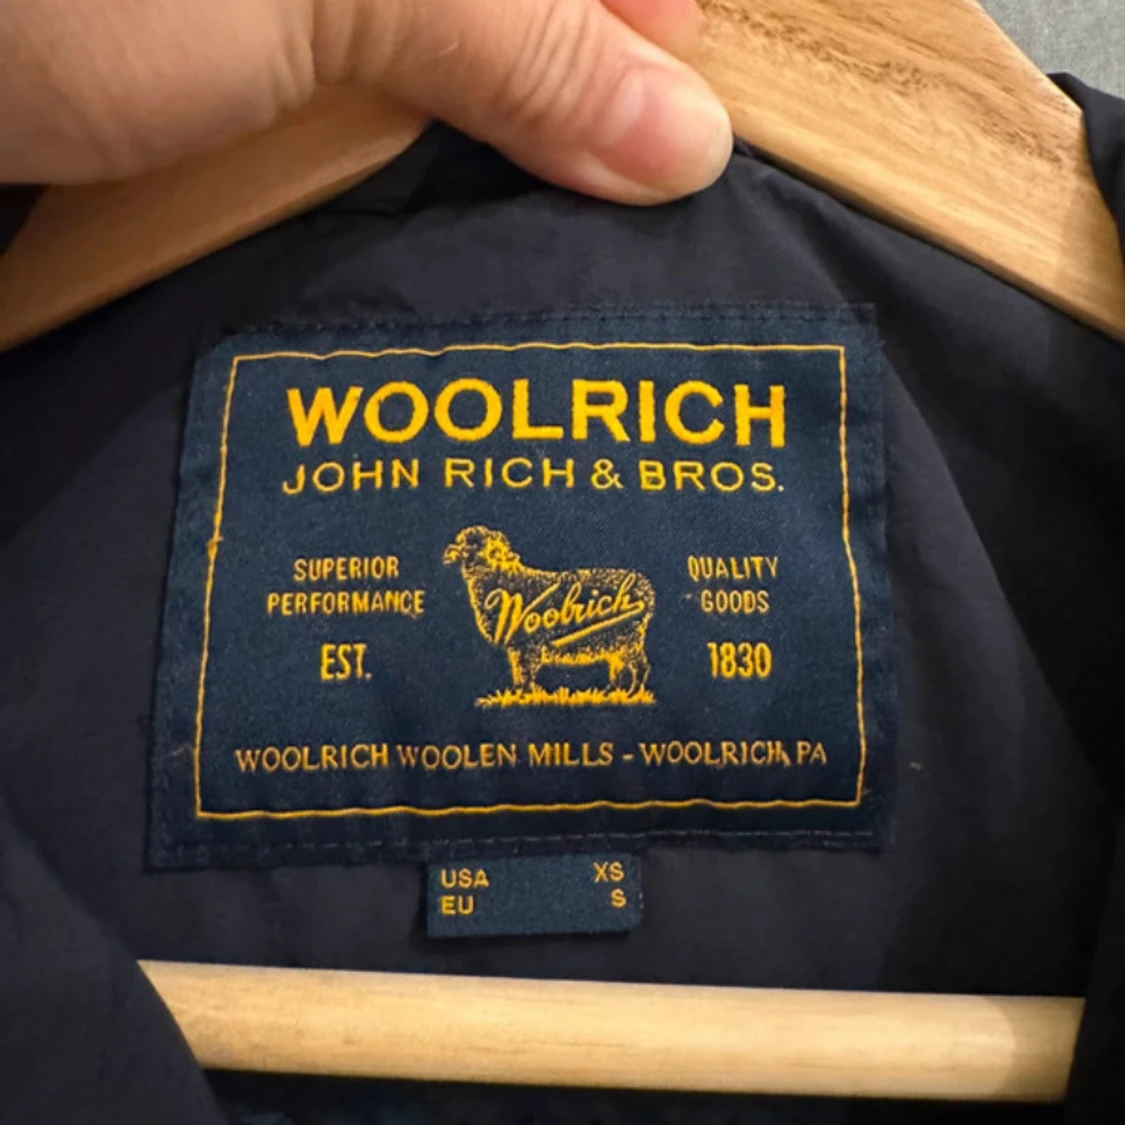 WOOLRICH
JOHN RICH & BROS.
SUPERIOR
PERFORMANCE
EST.
Woolrich
QUALITY
GOODS
1830
WOOLRICH WOOLEN MILLS - WOOLRICH, PA
USA XS
EU S